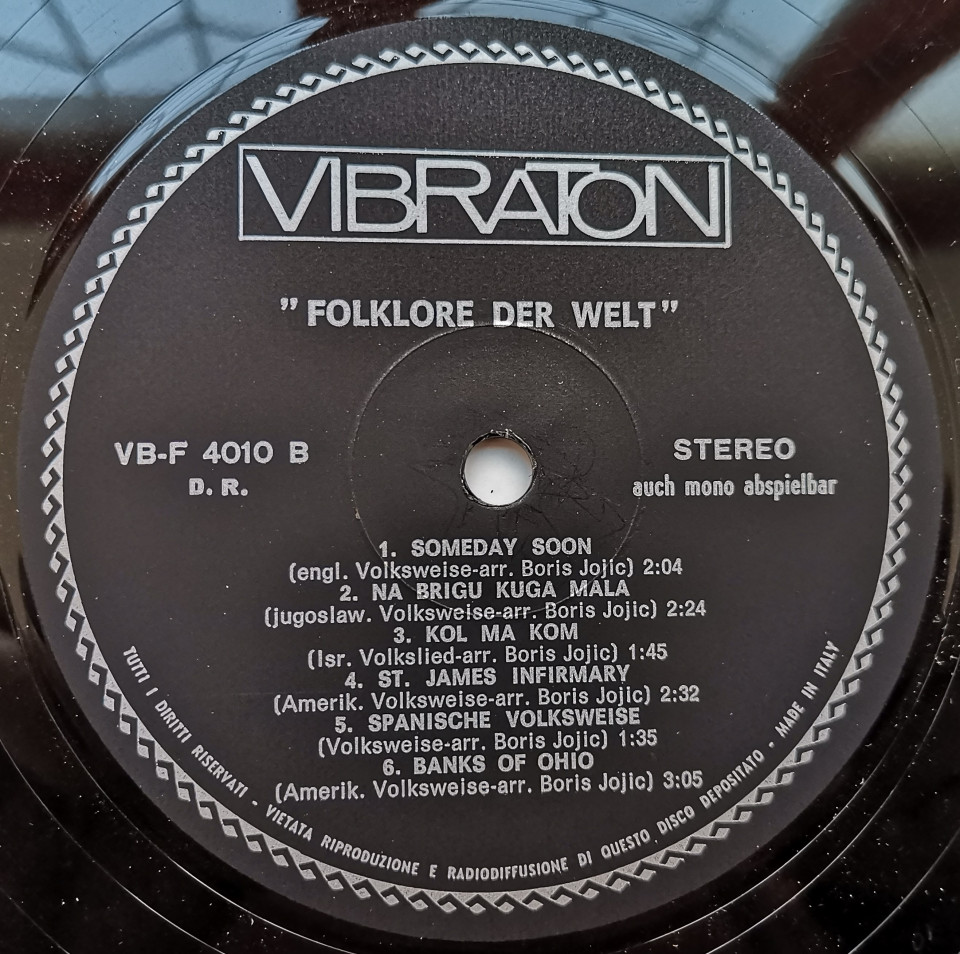 VIBRATON
"FOLKLORE DER WELT"
VB-F 4010 B
D. R.
STEREO
auch mono abspielbar
1. SOMEDAY SOON
(engl. Volksweise-arr. Boris Jojic) 2:04
2. NA BRIGU KUGA MALA
(jugoslaw. Volksweise-arr. Boris Jojic) 2:24
3. KOL MA KOM
(Isr. Volkslied-arr. Boris Jojic) 1:45
4. ST. JAMES INFIRMARY
(Amerik. Volksweise-arr. Boris Jojic) 2:32
5. SPANISCHE VOLKSWEISE
(Volksweise-arr. Boris Jojic) 1:35
6. BANKS OF OHIO
(Amerik. Volksweise-arr. Boris Jojic) 3:05
TUTTI I DIRITTI RISERVATI - VIETATA RIPRODUZIONE E RADIODIFFUSIONE DI QUESTO DISCO DEPOSITATO - MADE IN ITALY